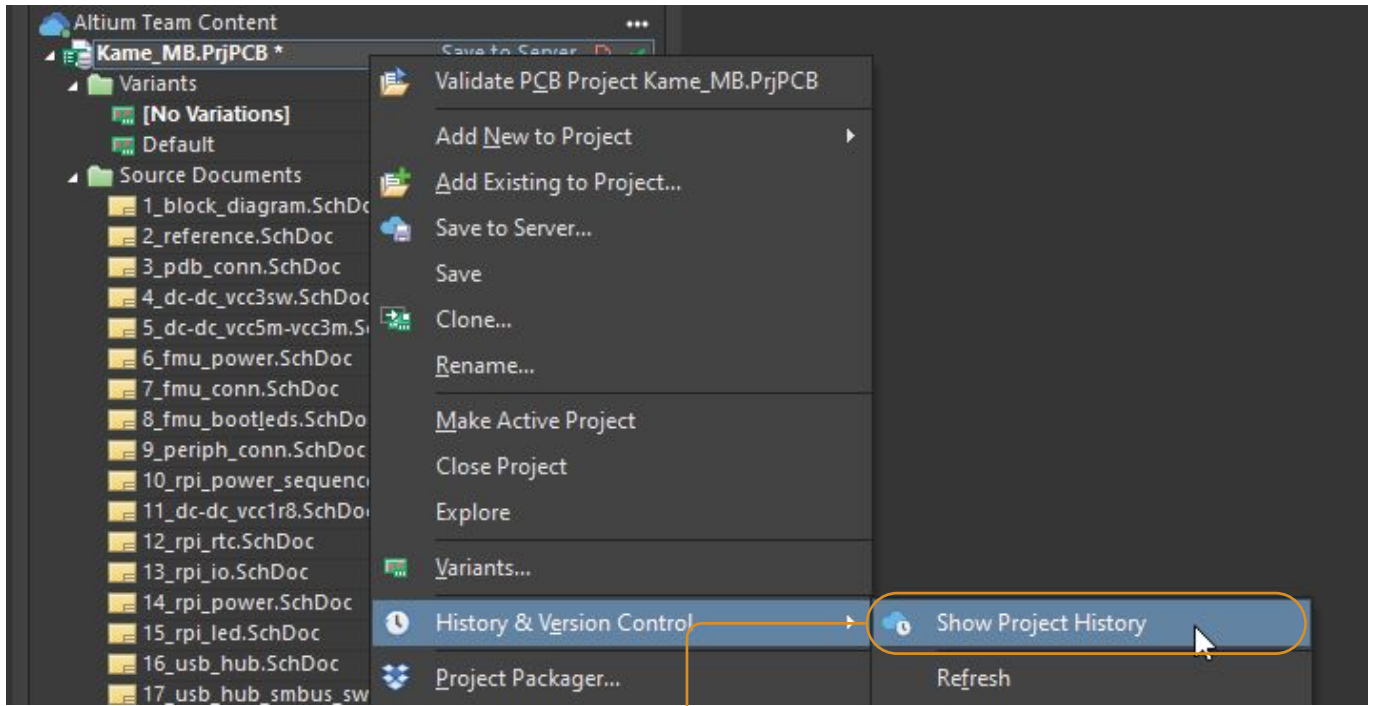 Altium Team Content
Kame_MB.PrjPCB * Save to Server
Variants
[No Variations]
Default
Source Documents
1_block_diagram.SchDo
2_reference.SchDoc
3_pdb_conn.SchDoc
4_dc-dc_vcc3sw.SchDoc
5_dc-dc_vcc5m-vcc3m.S
6_fmu_power.SchDoc
7_fmu_conn.SchDoc
8_fmu_bootleds.SchDo
9_periph_conn.SchDoc
10_rpi_power_sequence
11_dc-dc_vcc1r8.SchDo
12_rpi_rtc.SchDoc
13_rpi_io.SchDoc
14_rpi_power.SchDoc
15_rpi_led.SchDoc
16_usb_hub.SchDoc
17_usb_hub_smbus_sw
Validate PCB Project Kame_MB.PrjPCB
Add New to Project
Add Existing to Project...
Save to Server...
Save
Clone...
Rename...
Make Active Project
Close Project
Explore
Variants...
History & Version Control
Project Packager...
Show Project History
Refresh